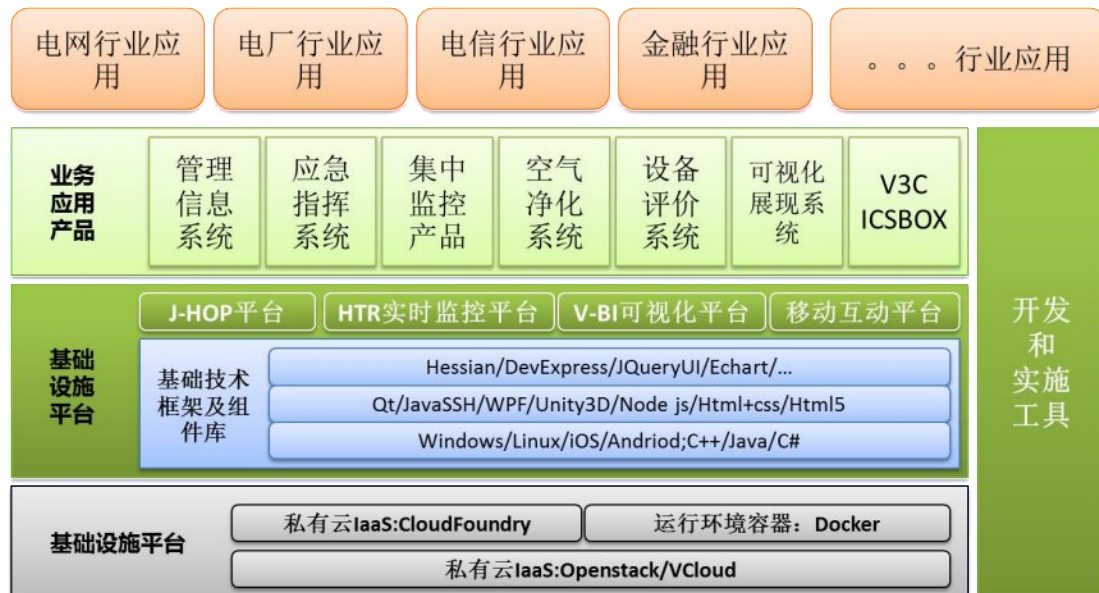 电网行业应
用
电厂行业应
用
电信行业应
用
金融行业应
用
。。。行业应用
业务
应用
产品
管理
信息
系统
应急
指挥
系统
集中
监控
产品
空气
净化
系统
设备
评价
系统
可视化
展现系
统
V3C
ICSBOX
开发
和
实施
工具
基础
设施
平台
J-HOP平台
HTR实时监控平台
V-BI可视化平台
移动互动平台
基础技术
框架及组
件库
Hessian/DevExpress/JQueryUI/Echart/...
Qt/JavaSSH/WPF/Unity3D/Node js/Html+css/Html5
Windows/Linux/iOS/Andriod;C++/Java/C#
基础设施平台
私有云IaaS:CloudFoundry
运行环境容器：Docker
私有云IaaS:Openstack/VCloud